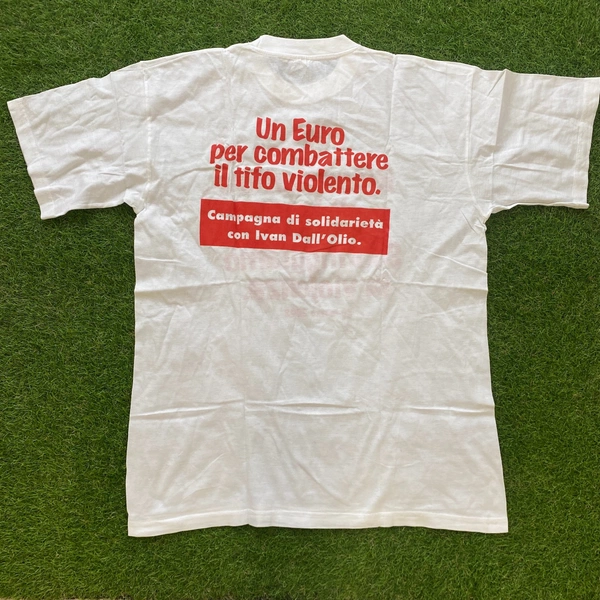 Un Euro
per combattere
il tifo violento.
Campagna di solidarietà
con Ivan Dall'Olio.